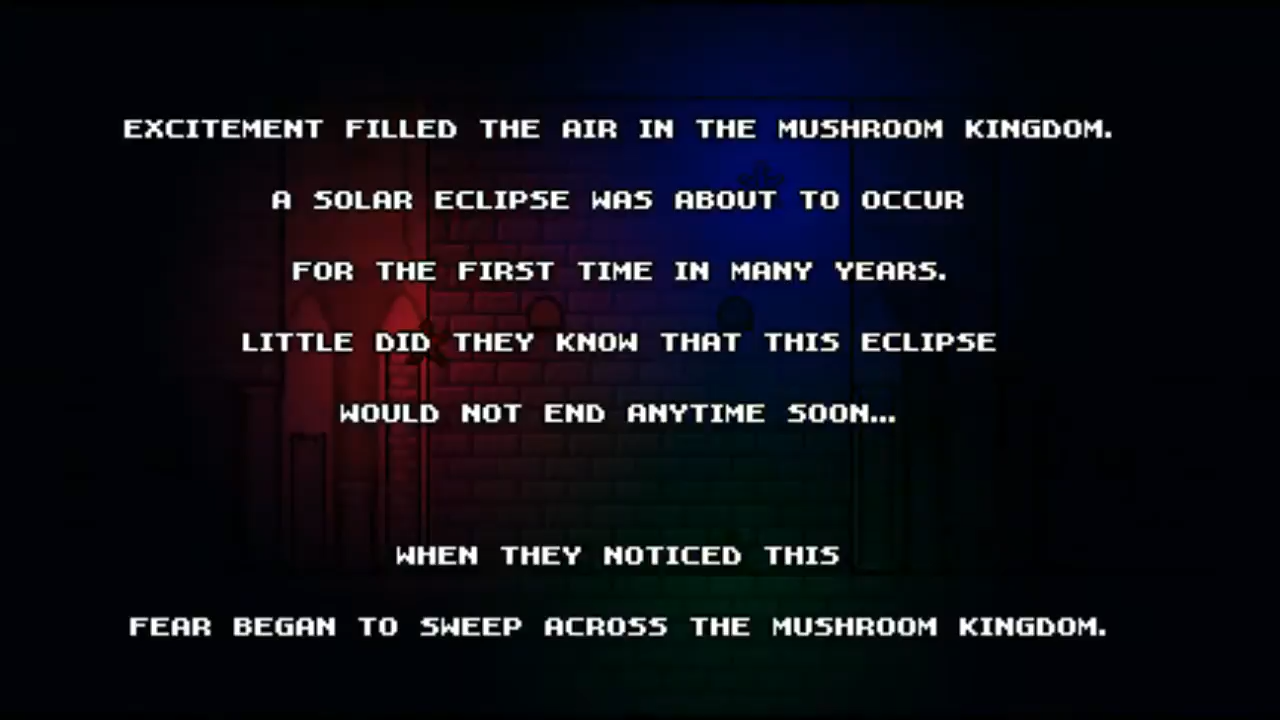 EXCITEMENT FILLED THE AIR IN THE MUSHROOM KINGDOM.
A SOLAR ECLIPSE WAS ABOUT TO OCCUR
FOR THE FIRST TIME IN MANY YEARS.
LITTLE DID THEY KNOW THAT THIS ECLIPSE
WOULD NOT END ANYTIME SOON...
WHEN THEY NOTICED THIS
FEAR BEGAN TO SWEEP ACROSS THE MUSHROOM KINGDOM.